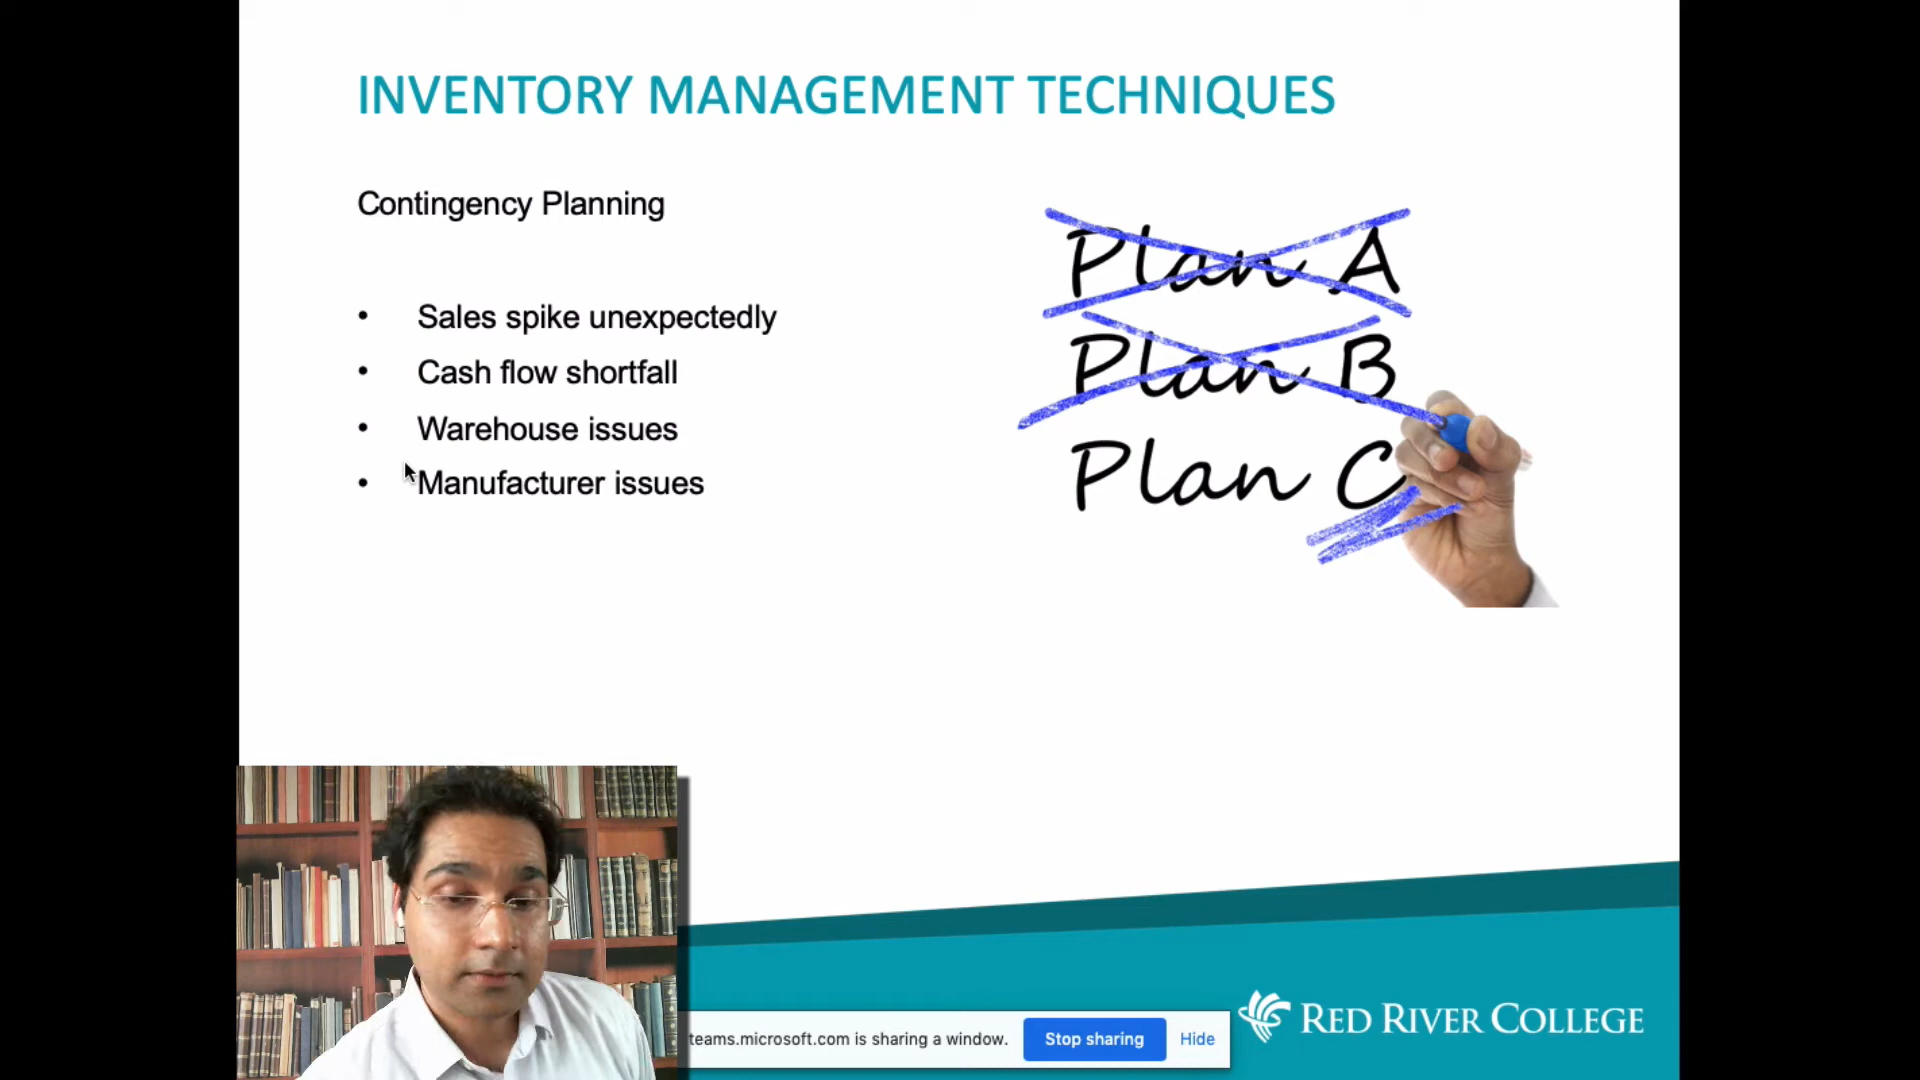 INVENTORY MANAGEMENT TECHNIQUES
Contingency Planning
• Sales spike unexpectedly
• Cash flow shortfall
• Warehouse issues
• Manufacturer issues
Plan A
Plan B
Plan C
teams.microsoft.com is sharing a window. Stop sharing Hide
RED RIVER COLLEGE